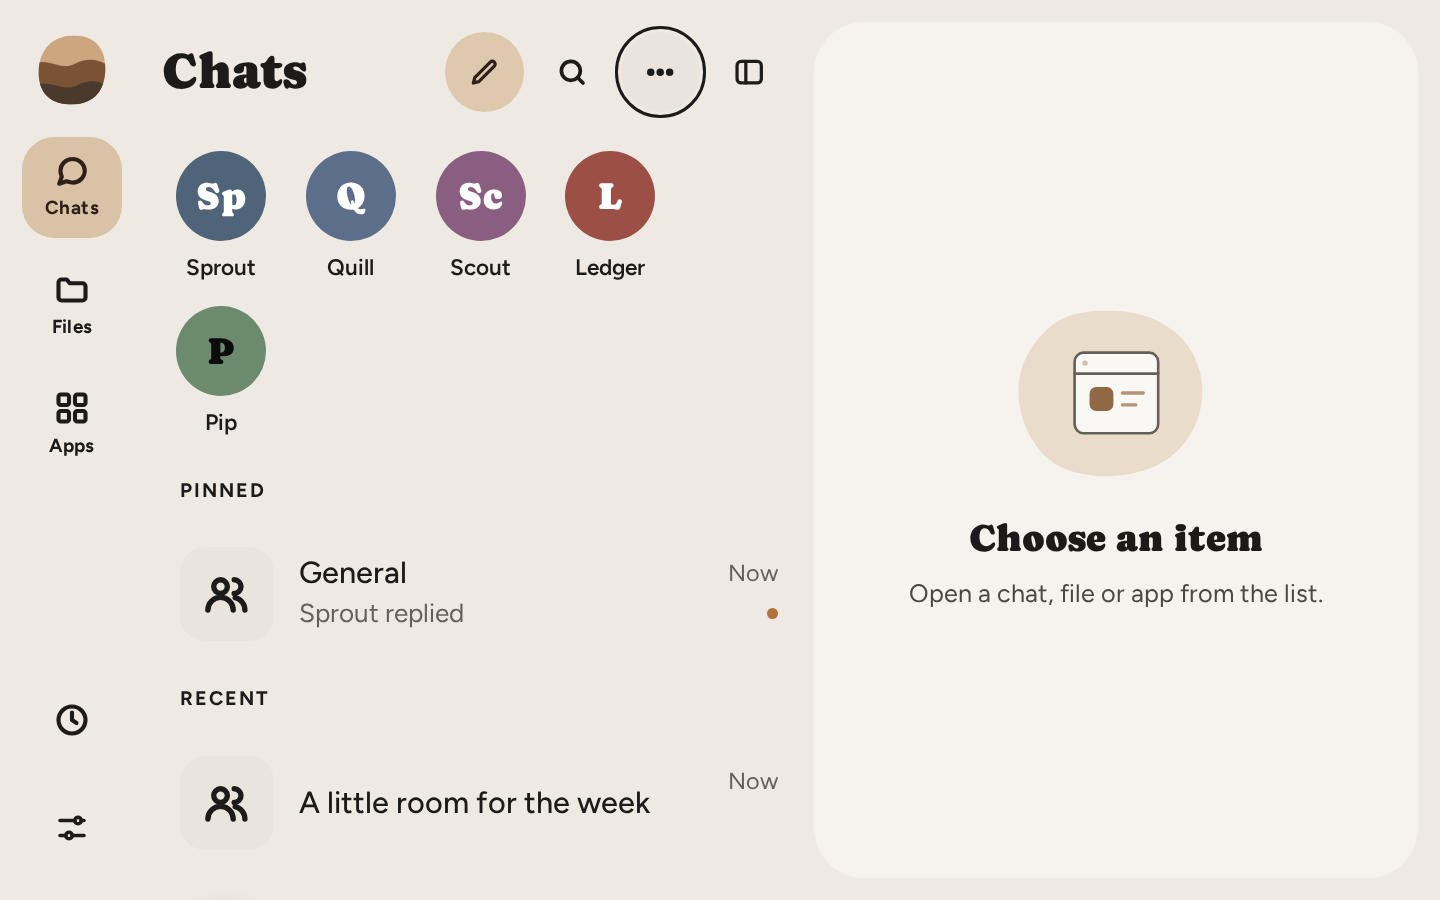 Chats
Chats
Files
Apps
Sp
Sprout
Q
Quill
Sc
Scout
L
Ledger
P
Pip
PINNED
General
Now
Sprout replied
RECENT
A little room for the week
Now
Choose an item
Open a chat, file or app from the list.